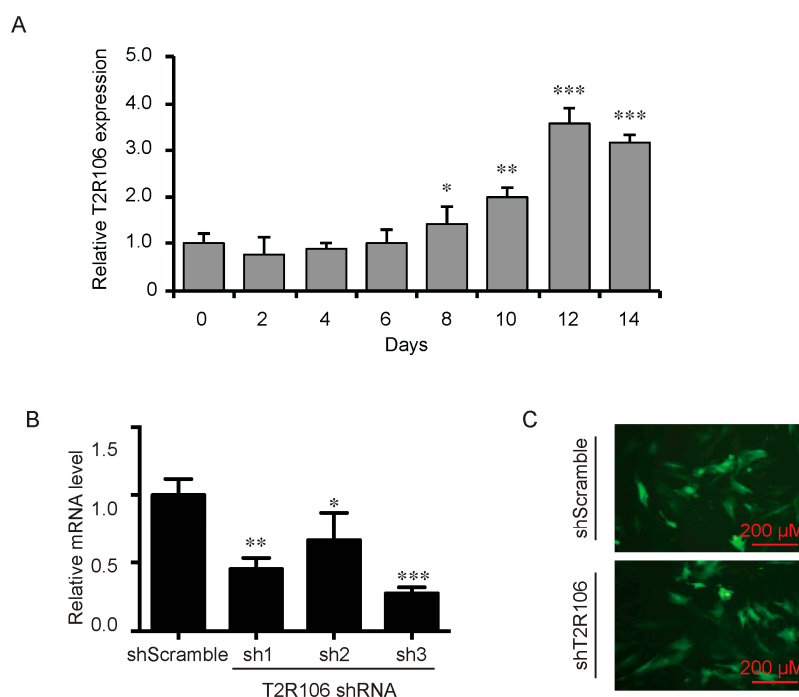 A
Relative T2R106 expression
5.0
4.0
3.0
2.0
1.0
0
*
**
***
***
0 2 4 6 8 10 12 14
Days
B
Relative mRNA level
1.5
1.0
0.5
0.0
**
*
***
shScramble sh1 sh2 sh3
T2R106 shRNA
C
shScramble
200 µM
shT2R106
200 µM